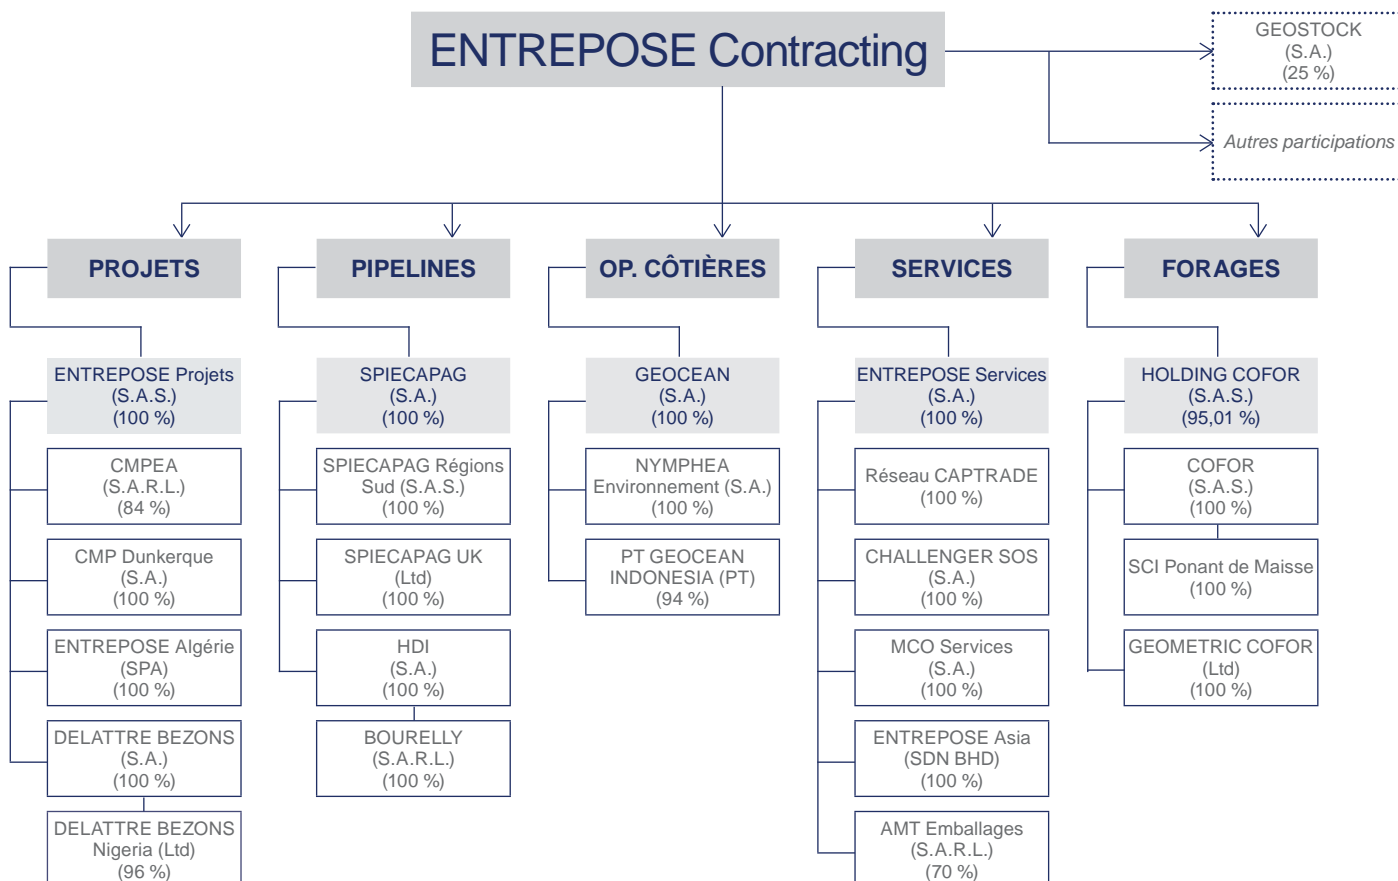 ENTREPOSE Contracting
GEOSTOCK
(S.A.)
(25 %)
Autres participations
PROJETS
PIPELINES
OP. CÔTIÈRES
SERVICES
FORAGES
ENTREPOSE Projets
(S.A.S.)
(100 %)
CMPEA
(S.A.R.L.)
(84 %)
CMP Dunkerque
(S.A.)
(100 %)
ENTREPOSE Algérie
(SPA)
(100 %)
DELATTRE BEZONS
(S.A.)
(100 %)
DELATTRE BEZONS
Nigeria (Ltd)
(96 %)
SPIECAPAG
(S.A.)
(100 %)
SPIECAPAG Régions
Sud (S.A.S.)
(100 %)
SPIECAPAG UK
(Ltd)
(100 %)
HDI
(S.A.)
(100 %)
BOURELLY
(S.A.R.L.)
(100 %)
GEOCEAN
(S.A.)
(100 %)
NYMPHEA
Environnement (S.A.)
(100 %)
PT GEOCEAN
INDONESIA (PT)
(94 %)
ENTREPOSE Services
(S.A.)
(100 %)
Réseau CAPTRADE
(100 %)
CHALLENGER SOS
(S.A.)
(100 %)
MCO Services
(S.A.)
(100 %)
ENTREPOSE Asia
(SDN BHD)
(100 %)
AMT Emballages
(S.A.R.L.)
(70 %)
HOLDING COFOR
(S.A.S.)
(95,01 %)
COFOR
(S.A.S.)
(100 %)
SCI Ponant de Maisse
(100 %)
GEOMETRIC COFOR
(Ltd)
(100 %)